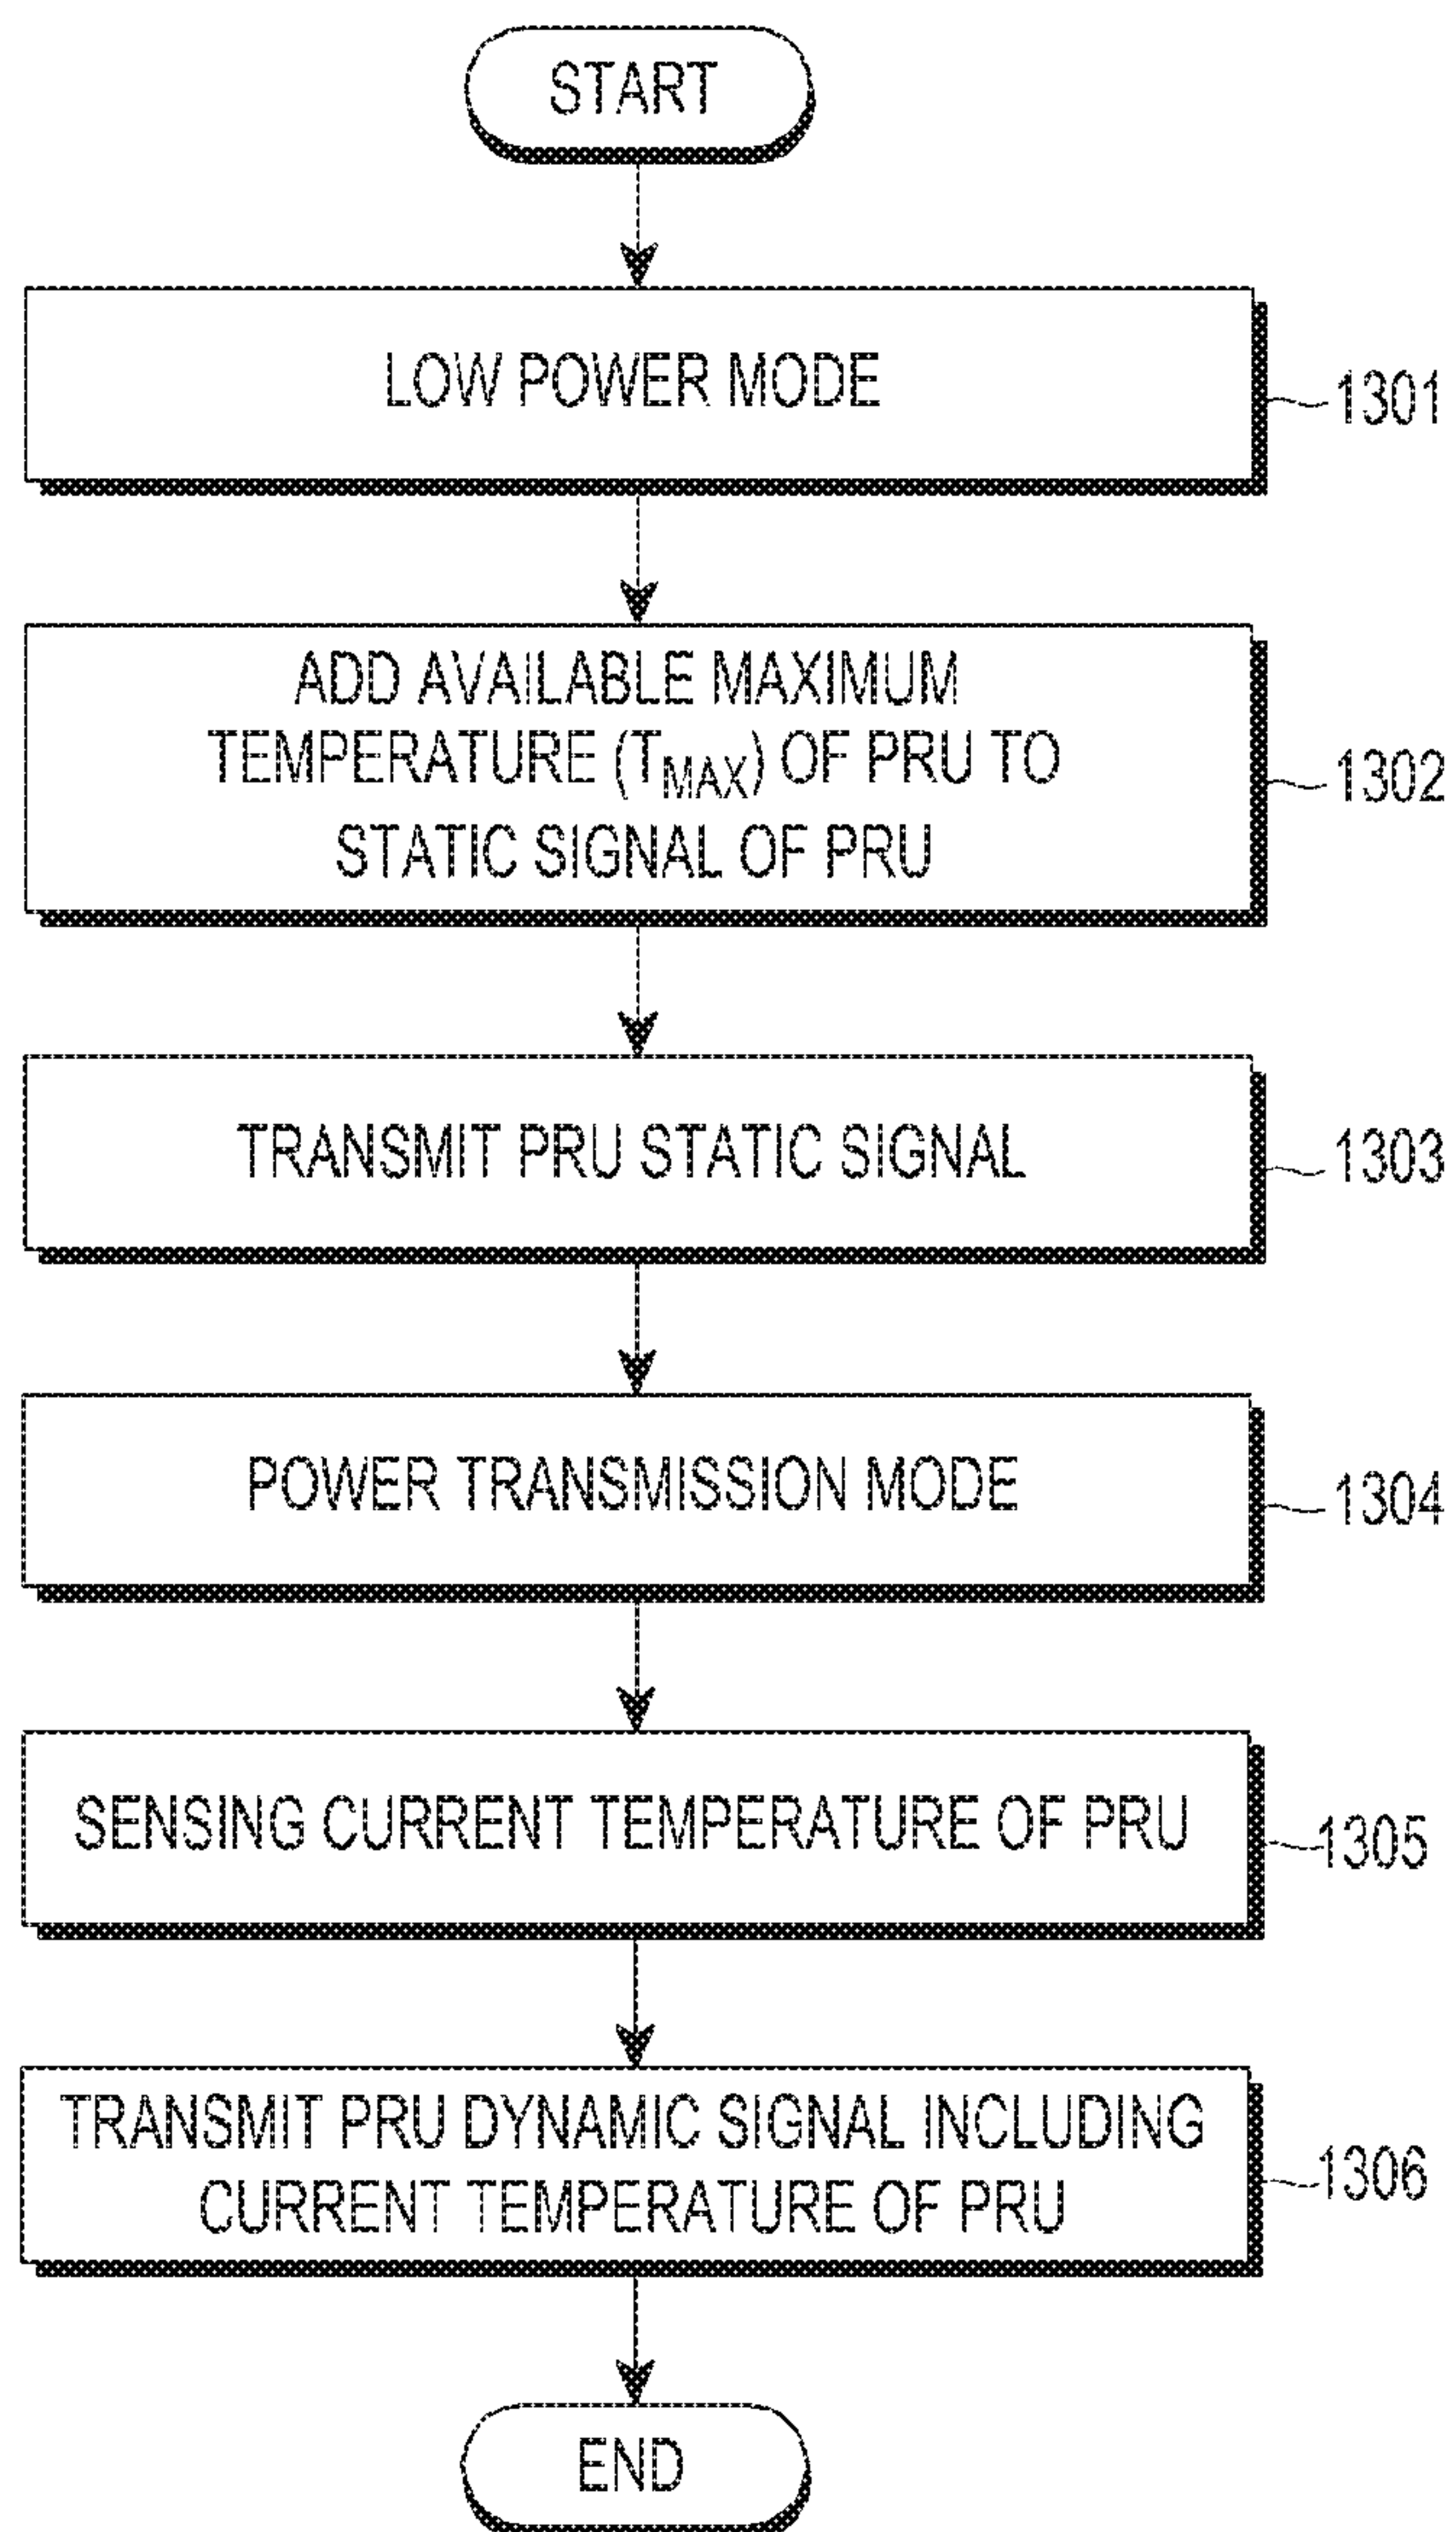 START
LOW POWER MODE
1301
ADD AVAILABLE MAXIMUM
TEMPERATURE (TMAX) OF PRU TO
STATIC SIGNAL OF PRU
1302
TRANSMIT PRU STATIC SIGNAL
1303
POWER TRANSMISSION MODE
1304
SENSING CURRENT TEMPERATURE OF PRU
1305
TRANSMIT PRU DYNAMIC SIGNAL INCLUDING
CURRENT TEMPERATURE OF PRU
1306
END